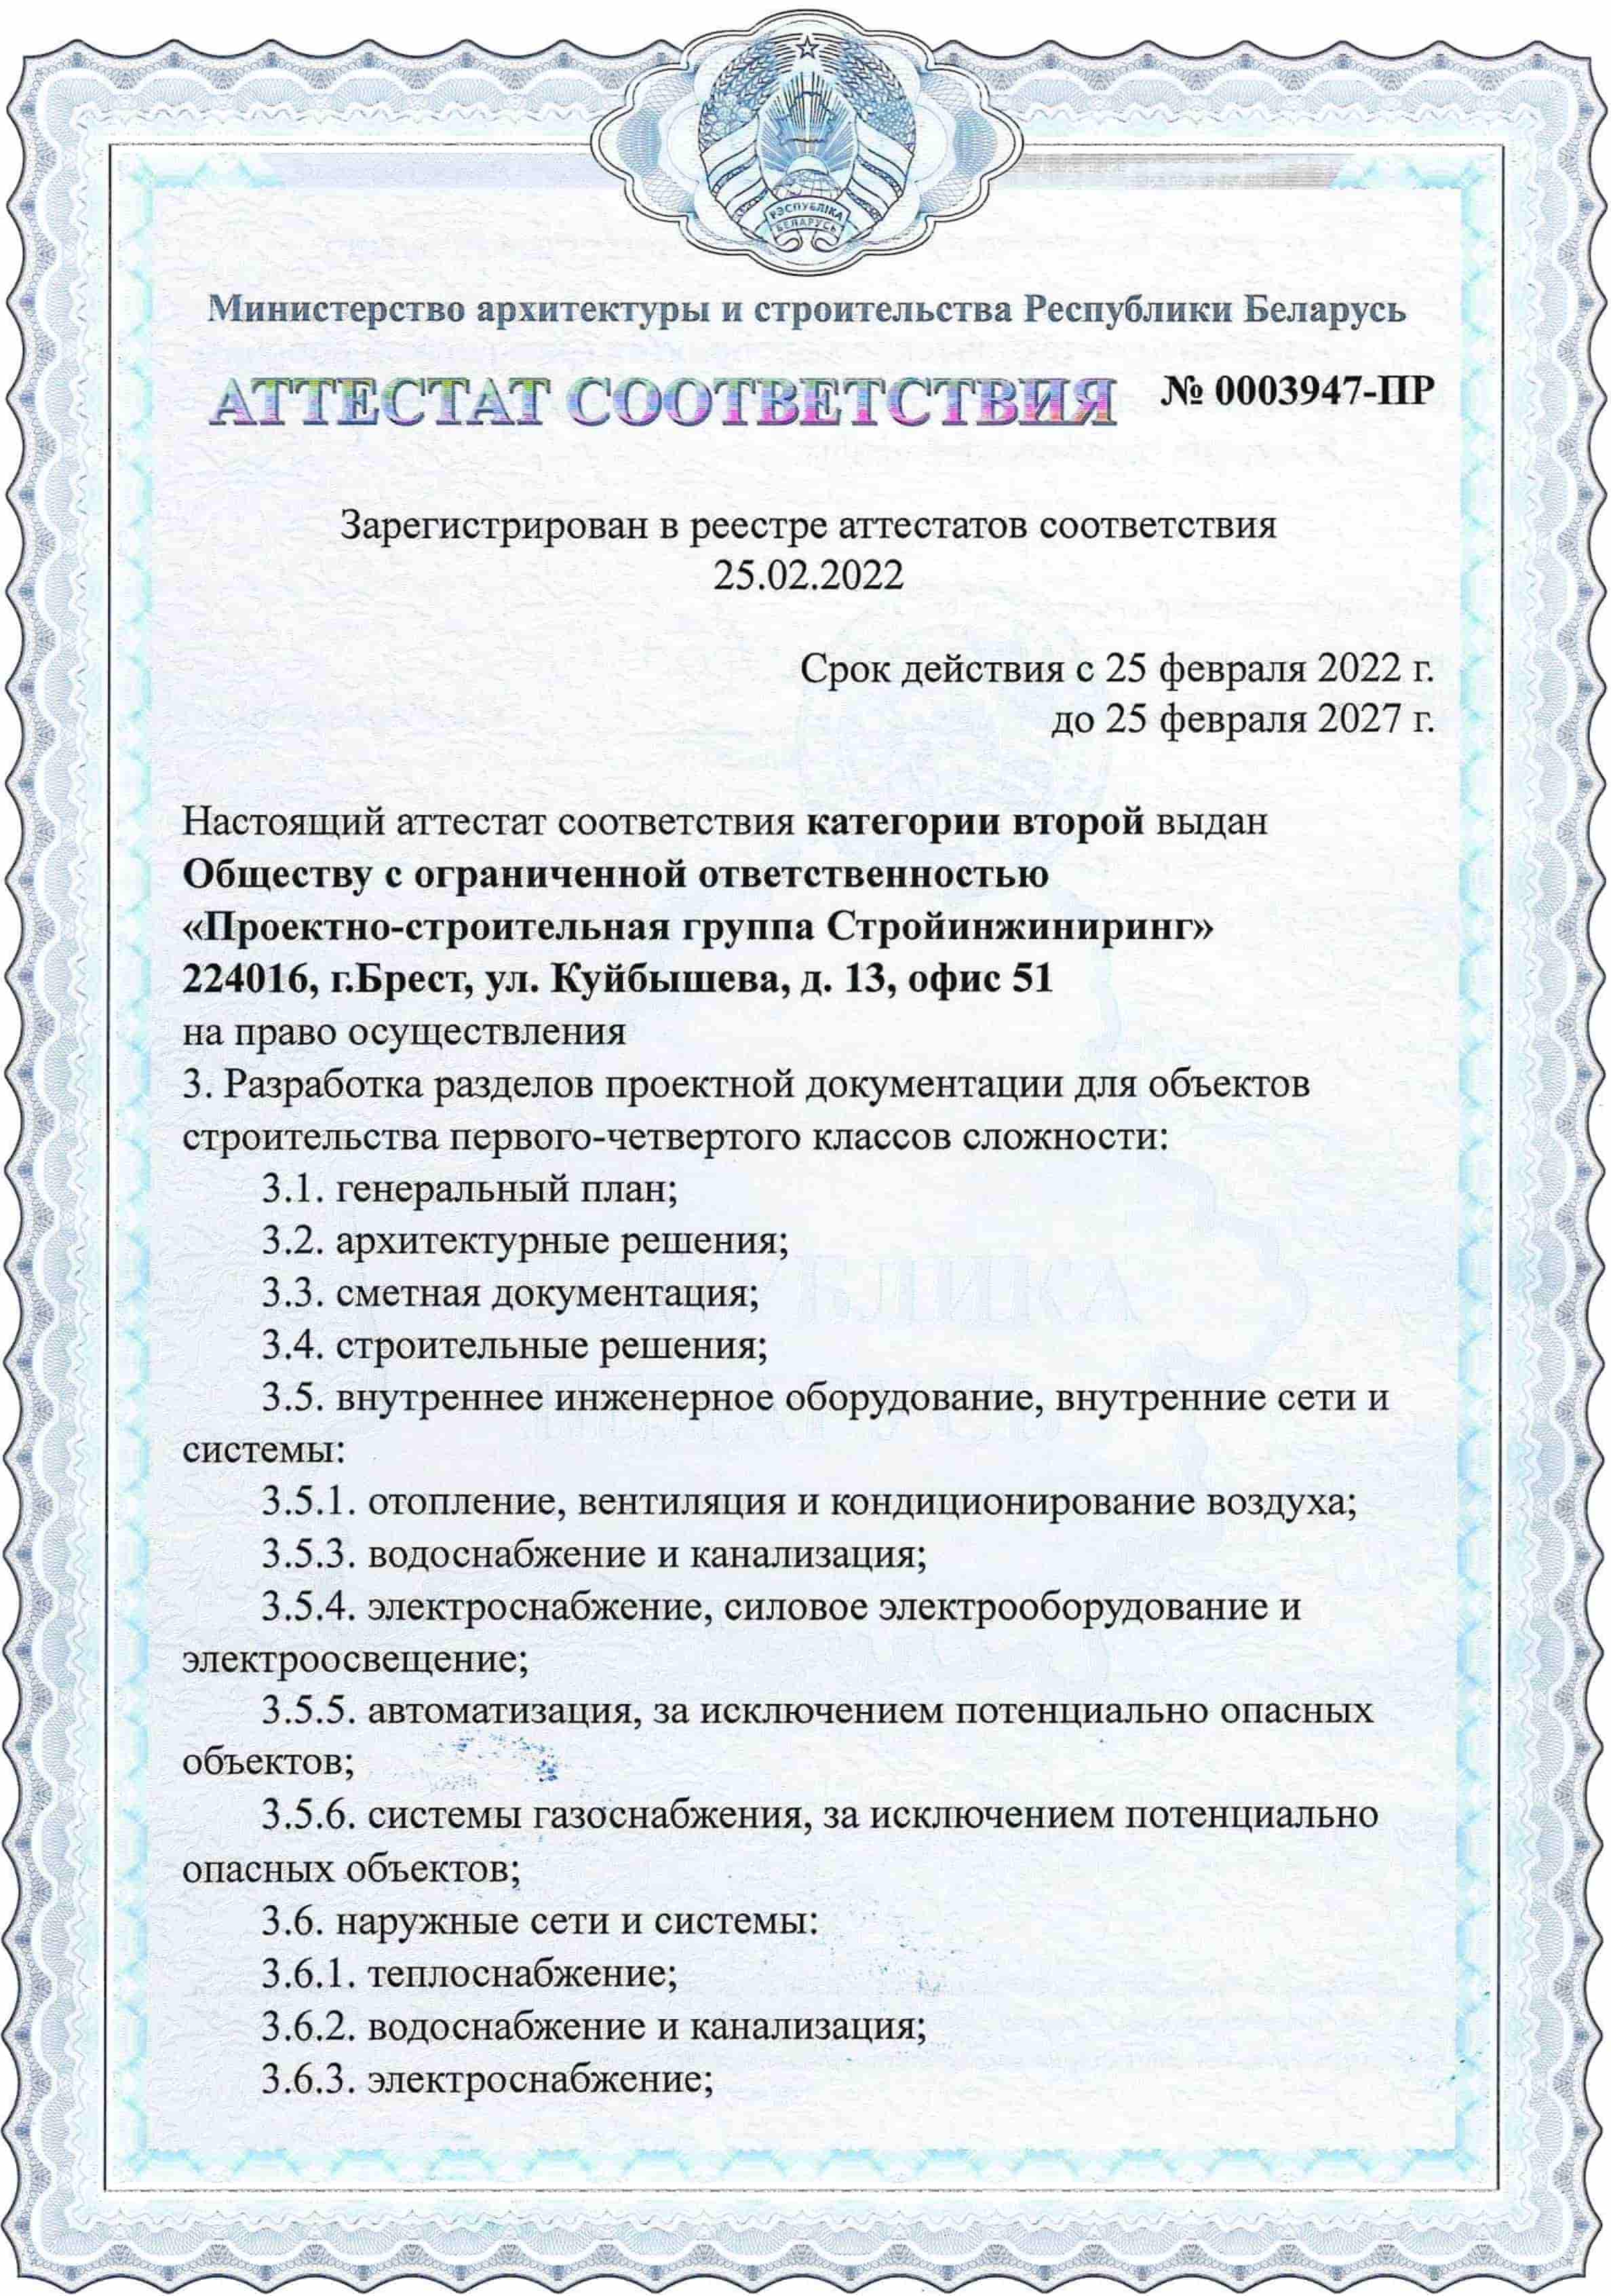 РЭСПУБЛІКА
БЕЛАРУСЬ
Министерство архитектуры и строительства Республики Беларусь
АТТЕСТАТ СООТВЕТСТВИЯ № 0003947-ПР
Зарегистрирован в реестре аттестатов соответствия
25.02.2022
Срок действия с 25 февраля 2022 г.
до 25 февраля 2027 г.
Настоящий аттестат соответствия категории второй выдан
Обществу с ограниченной ответственностью
«Проектно-строительная группа Стройинжиниринг»
224016, г.Брест, ул. Куйбышева, д. 13, офис 51
на право осуществления
3. Разработка разделов проектной документации для объектов
строительства первого-четвертого классов сложности:
3.1. генеральный план;
3.2. архитектурные решения;
3.3. сметная документация;
3.4. строительные решения;
3.5. внутреннее инженерное оборудование, внутренние сети и
системы:
3.5.1. отопление, вентиляция и кондиционирование воздуха;
3.5.3. водоснабжение и канализация;
3.5.4. электроснабжение, силовое электрооборудование и
электроосвещение;
3.5.5. автоматизация, за исключением потенциально опасных
объектов;
3.5.6. системы газоснабжения, за исключением потенциально
опасных объектов;
3.6. наружные сети и системы:
3.6.1. теплоснабжение;
3.6.2. водоснабжение и канализация;
3.6.3. электроснабжение;